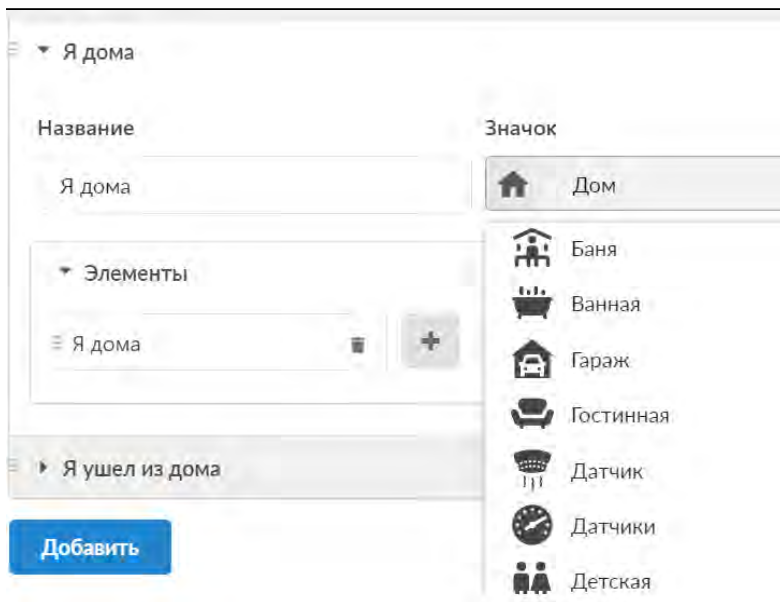 Я дома
Название
Значок
Я дома
Дом
Баня
Элементы
Ванная
Я дома
Гараж
Гостинная
Я ушел из дома
Датчик
Датчики
Добавить
Детская